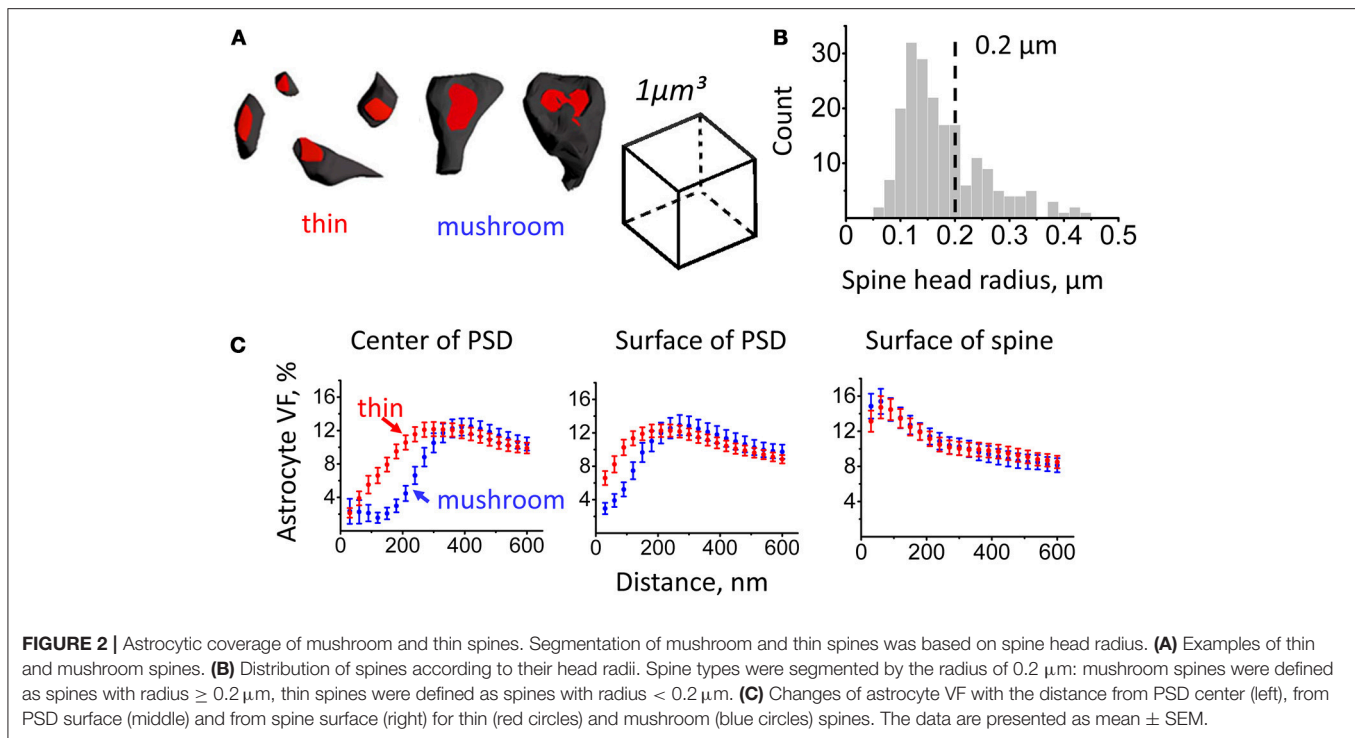 A
1μm³
thin
mushroom
B
30
20
10
Count
0.2 μm
0 0.1 0.2 0.3 0.4 0.5
Spine head radius, μm
C
Center of PSD
Surface of PSD
Surface of spine
Astrocyte VF, %
16
12
8
4
thin
mushroom
0 200 400 600
16
12
8
4
0 200 400 600
16
12
8
4
0 200 400 600
Distance, nm
FIGURE 2 | Astrocytic coverage of mushroom and thin spines. Segmentation of mushroom and thin spines was based on spine head radius. (A) Examples of thin
and mushroom spines. (B) Distribution of spines according to their head radii. Spine types were segmented by the radius of 0.2 μm: mushroom spines were defined
as spines with radius ≥ 0.2 μm, thin spines were defined as spines with radius < 0.2 μm. (C) Changes of astrocyte VF with the distance from PSD center (left), from
PSD surface (middle) and from spine surface (right) for thin (red circles) and mushroom (blue circles) spines. The data are presented as mean ± SEM.